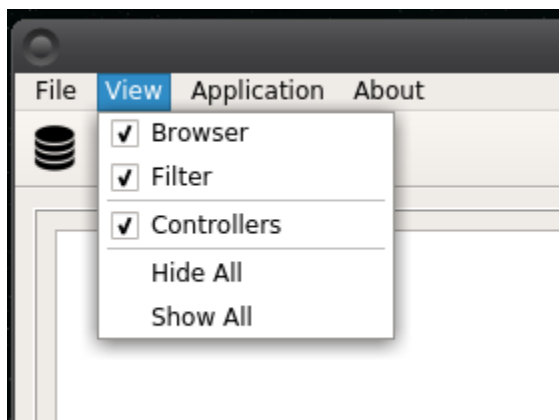 File View Application About
Browser
Filter
Controllers
Hide All
Show All